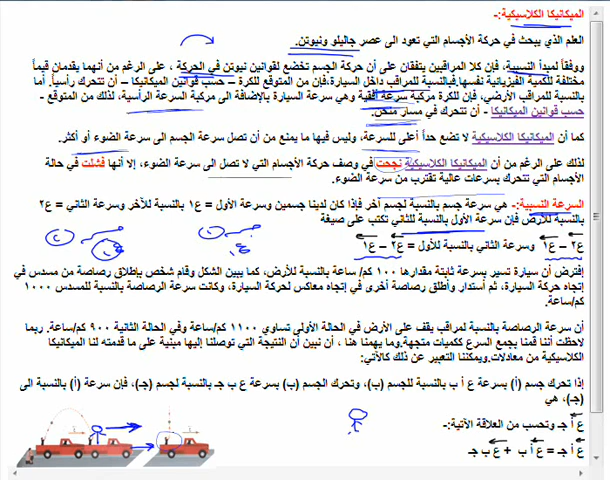 الميكانيكا الكلاسيكية:-
العلم الذي يبحث في حركة الأجسام التي تعود الى عصر جاليلو ونيوتن.
ووفقاً لمبدأ النسبية، فإن كلا المراقبين يتفقان على أن حركة الجسم تخضع لقوانين نيوتن في الحركة ، على الرغم من أنهما يقدمان قيماً
مختلفة للكمية الفيزيائية نفسها.فبالنسبة للمراقب داخل السيارة،فإن من المتوقع للكرة – حسب قوانين الميكانيكا – أن تتحرك رأسياً. أما
بالنسبة للمراقب الأرضي، فإن للكرة مركبة سرعة أفقية وهي سرعة السيارة بالإضافة الى مركبة السرعة الرأسية، لذلك من المتوقع -
حسب قوانين الميكانيكا - أن تتحرك في مسار منحن.
كما أن الميكانيكا الكلاسيكية لا تضع حداً أعلى للسرعة، وليس فيها ما يمنع من أن تصل سرعة الجسم الى سرعة الضوء أو أكثر.
لذلك على الرغم من أن الميكانيكا الكلاسيكية نجحت في وصف حركة الأجسام التي لا تصل الى سرعة الضوء، إلا أنها فشلت في حالة
الأجسام التي تتحرك بسرعات عالية تقترب من سرعة الضوء.
السرعة النسبية:- هي سرعة جسم بالنسبة لجسم آخر فإذا كان لدينا جسمين وسرعة الأول = ع١ بالنسبة للآخر وسرعة الثاني = ع٢
بالنسبة للأرض فإن سرعة الأول بالنسبة للثاني تكتب على صيغة
ع٢ – ع١ وسرعة الثاني بالنسبة للأول = ع٢ – ع١
إفترض أن سيارة تسير بسرعة ثابتة مقدارها ١٠٠ كم/ ساعة بالنسبة للأرض، كما يبين الشكل وقام شخص بإطلاق رصاصة من مسدس في
إتجاه حركة السيارة، ثم أستدار وأطلق رصاصة أخرى في إتجاه معاكس لحركة السيارة، وكانت سرعة الرصاصة بالنسبة للمسدس ١٠٠٠
كم/ساعة.
أن سرعة الرصاصة بالنسبة لمراقب يقف على الأرض في الحالة الأولى تساوي ١١٠٠ كم/ساعة وفي الحالة الثانية ٩٠٠ كم/ساعة. ربما
لاحظت أننا قمنا بجمع السرع ككميات متجهة.وما يهمنا هنا ، أن نبين أن النتيجة التي توصلنا إليها مبنية على ما قدمته لنا الميكانيكا
الكلاسيكية من معادلات.ويمكننا التعبير عن ذلك كالآتي:
إذا تحرك جسم (أ) بسرعة ع أ ب بالنسبة للجسم (ب)، وتحرك الجسم (ب) بسرعة ع ب جـ بالنسبة لجسم (جـ)، فإن سرعة (أ) بالنسبة الى
(جـ)، هي
ع أ جـ وتحسب من العلاقة الآتية:-
ع أ جـ = ع أ ب + ع ب جـ